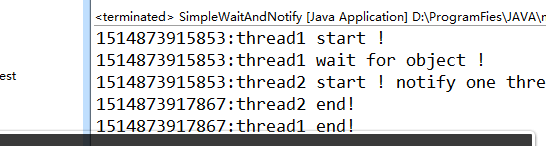 <terminated> SimpleWaitAndNotify [Java Application] D:\ProgramFies\JAVA\
1514873915853:thread1 start !
1514873915853:thread1 wait for object !
est
1514873915853:thread2 start ! notify one thre
1514873917867:thread2 end!
1514873917867:thread1 end!